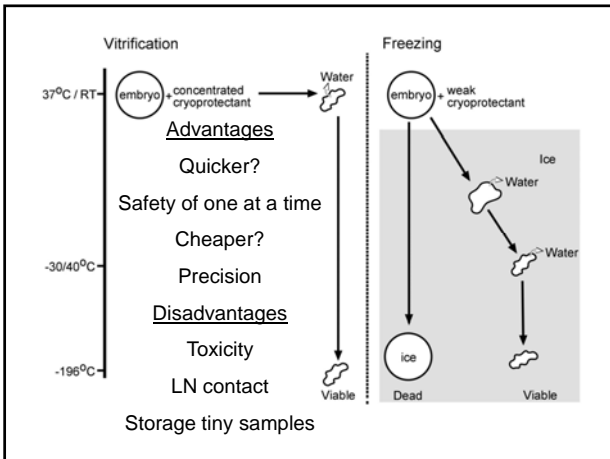 Vitrification
Freezing
37°C / RT
embryo + concentrated cryoprotectant
Water
embryo + weak cryoprotectant
Advantages
Quicker?
Safety of one at a time
Cheaper?
Precision
Disadvantages
Toxicity
LN contact
Storage tiny samples
-30/40°C
-196°C
Viable
Ice
Water
Water
ice
Dead
Viable